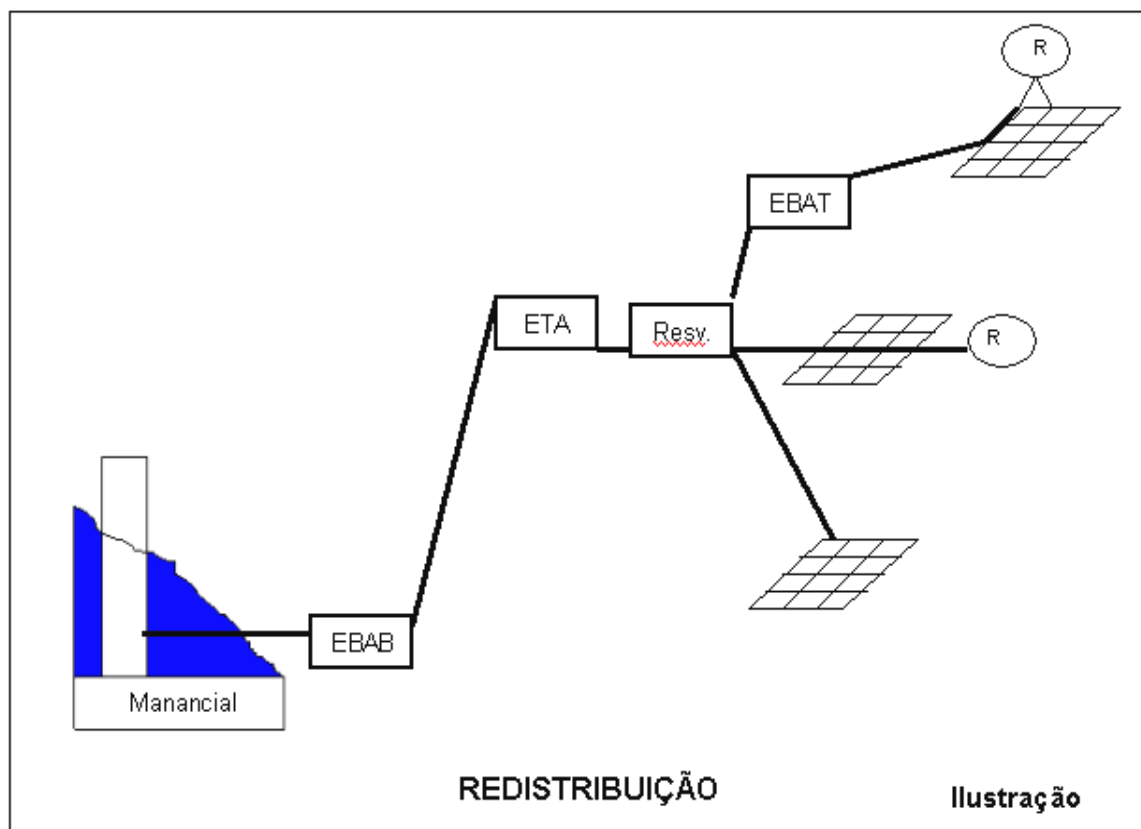 R
EBAT
ETA
Resv.
R
EBAB
Manancial
REDISTRIBUIÇÃO
Ilustração